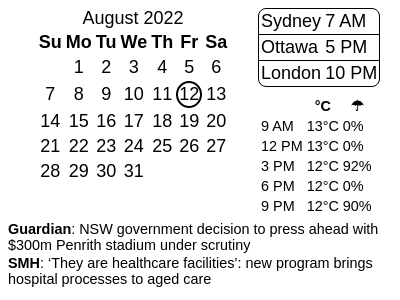 August 2022
Su Mo Tu We Th Fr Sa
1 2 3 4 5 6
7 8 9 10 11 12 13
14 15 16 17 18 19 20
21 22 23 24 25 26 27
28 29 30 31
Sydney 7 AM
Ottawa 5 PM
London 10 PM
°C ☂
9 AM 13°C 0%
12 PM 13°C 0%
3 PM 12°C 92%
6 PM 12°C 0%
9 PM 12°C 90%
Guardian: NSW government decision to press ahead with
$300m Penrith stadium under scrutiny
SMH: ‘They are healthcare facilities’: new program brings
hospital processes to aged care